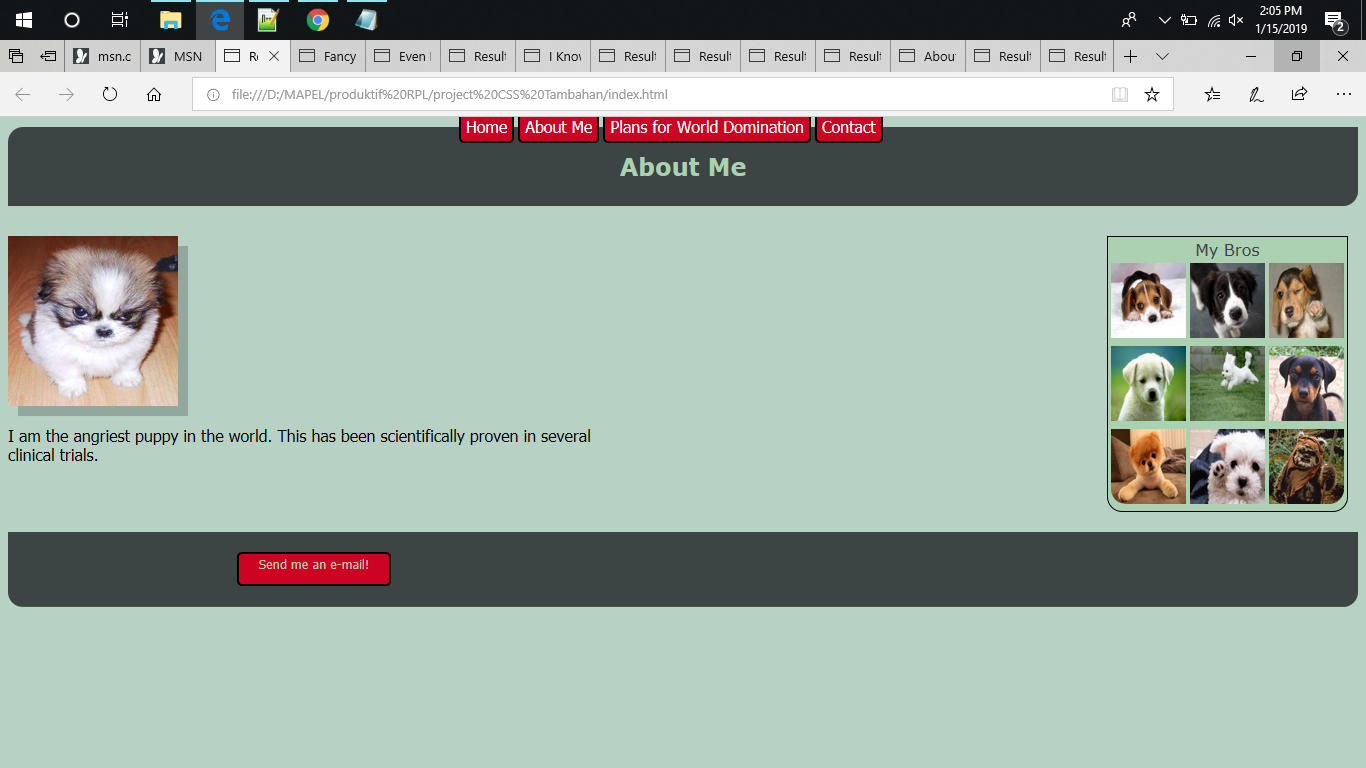 2:05 PM
1/15/2019
2
msn.c
MSN
Re
Fancy
Even
Result
I Know
Result
Result
Result
Result
About
Result
Result
file:///D:/MAPEL/produktif%20RPL/project%20CSS%20Tambahan/index.html
Home About Me Plans for World Domination Contact
About Me
My Bros
I am the angriest puppy in the world. This has been scientifically proven in several
clinical trials.
Send me an e-mail!